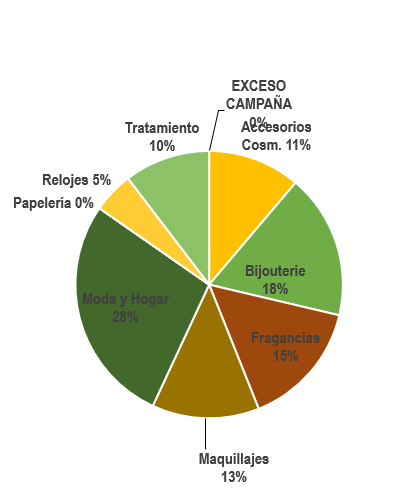 EXCESO
CAMPAÑA
0%
Accesorios
Cosm. 11%
Tratamiento
10%
Relojes 5%
Papelería 0%
Bijouterie
18%
Moda y Hogar
28%
Fragancias
15%
Maquillajes
13%